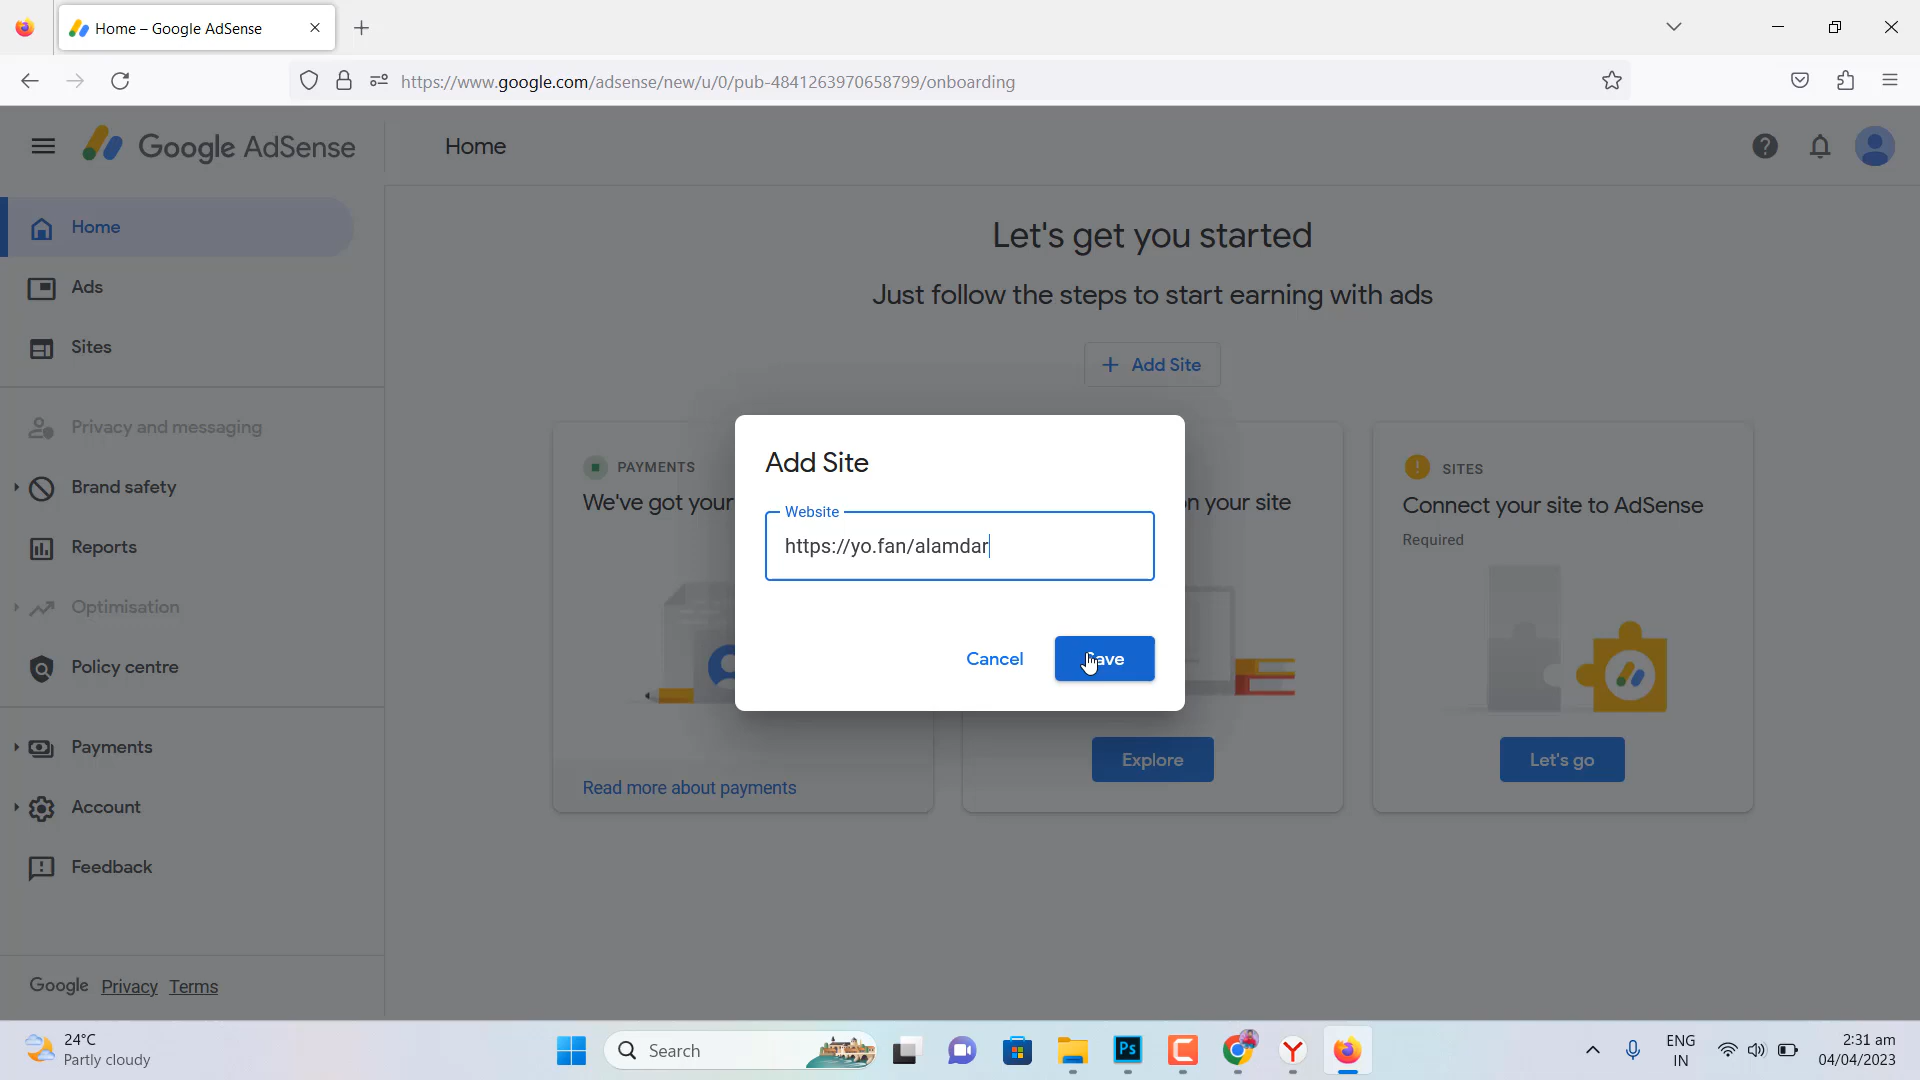 Home – Google AdSense
https://www.google.com/adsense/new/u/0/pub-4841263970658799/onboarding
Google AdSense
Home
Home
Ads
Sites
Privacy and messaging
Brand safety
Reports
Optimisation
Policy centre
Payments
Account
Feedback
Google Privacy Terms
Let's get you started
Just follow the steps to start earning with ads
Add Site
PAYMENTS
We've got your
Read more about payments
n your site
Explore
SITES
Connect your site to AdSense
Required
Let's go
Add Site
Website
https://yo.fan/alamdar
Cancel
Save
24°C
Partly cloudy
Search
Ps
ENG
IN
2:31 am
04/04/2023